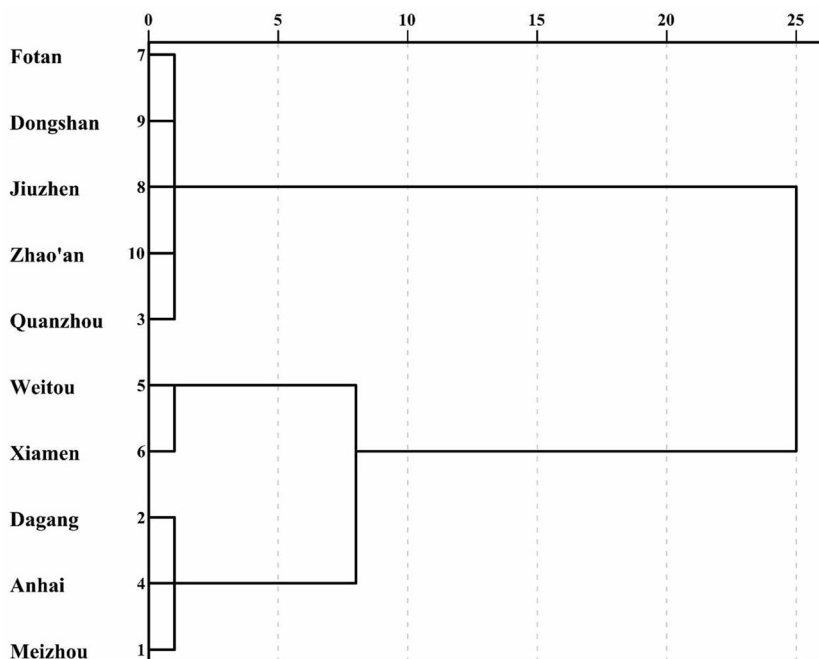 0 5 10 15 20 25
Fotan 7
Dongshan 9
Jiuzhen 8
Zhao'an 10
Quanzhou 3
Weitou 5
Xiamen 6
Dagang 2
Anhai 4
Meizhou 1